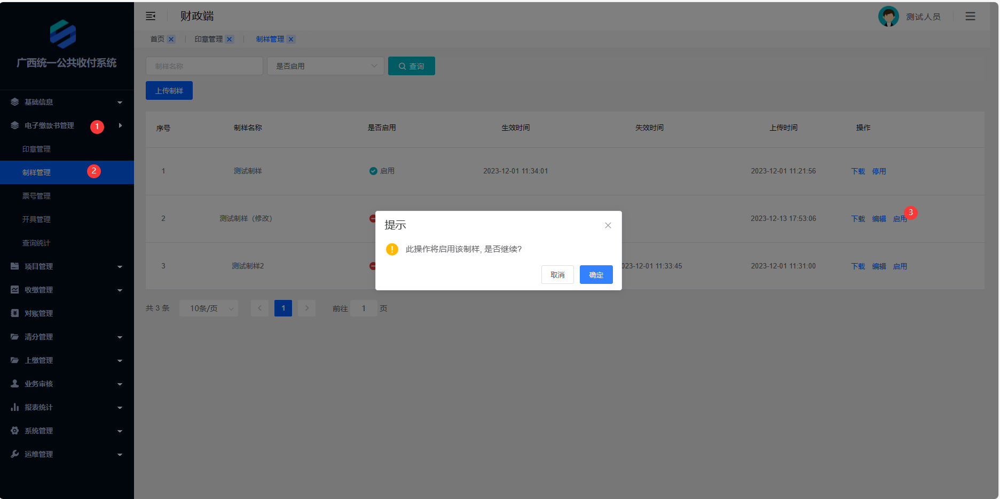 财政端
测试人员
广西统一公共收付系统
首页
印章管理
制样管理
制样名称
是否启用
查询
上传制样
基础信息
电子缴款书管理
1
印章管理
制样管理
2
票号管理
开具管理
查询统计
项目管理
收缴管理
对账管理
清分管理
上缴管理
业务审核
报表统计
系统管理
运维管理
序号 制样名称 是否启用 生效时间 失效时间 上传时间 操作
1 测试制样 启用 2023-12-01 11:34:01 2023-12-01 11:21:56 下载 停用
2 测试制样（修改） 2023-12-13 17:53:06 下载 编辑 启用
3
3 测试制样2 023-12-01 11:33:45 2023-12-01 11:31:00 下载 编辑 启用
提示
此操作将启用该制样, 是否继续?
取消 确定
共 3 条 10条/页 1 前往 1 页